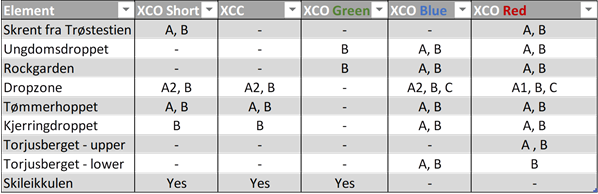 Element XCO Short XCC XCO Green XCO Blue XCO Red
Skrent fra Trøstestien A, B - - - A, B
Ungdomsdroppet - - B A, B A, B
Rockgarden - - B A, B A, B
Dropzone A2, B A2, B - A2, B, C A1, B, C
Tømmerhoppet A, B A, B - A, B A, B
Kjerringdroppet B B - A, B A, B
Torjusberget - upper - - - - A , B
Torjusberget - lower - - - A, B B
Skileikkulen Yes Yes Yes - -